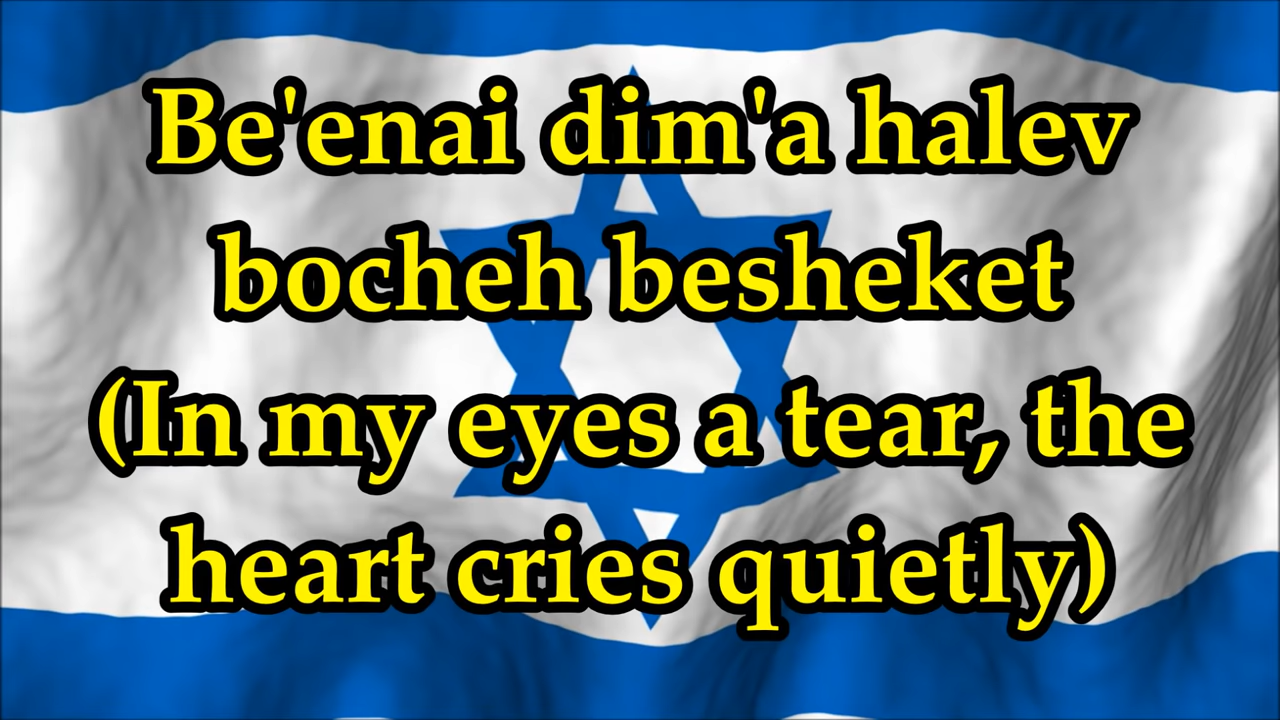 Be'enai dim'a halev
bocheh besheket
(In my eyes a tear, the
heart cries quietly)